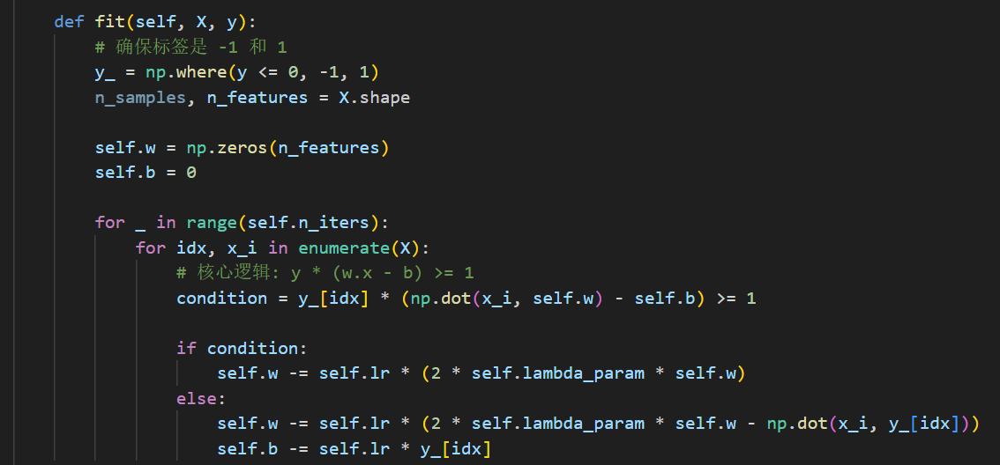 def fit(self, X, y):
# 确保标签是 -1 和 1
y_ = np.where(y <= 0, -1, 1)
n_samples, n_features = X.shape
self.w = np.zeros(n_features)
self.b = 0
for _ in range(self.n_iters):
for idx, x_i in enumerate(X):
# 核心逻辑: y * (w.x - b) >= 1
condition = y_[idx] * (np.dot(x_i, self.w) - self.b) >= 1
if condition:
self.w -= self.lr * (2 * self.lambda_param * self.w)
else:
self.w -= self.lr * (2 * self.lambda_param * self.w - np.dot(x_i, y_[idx]))
self.b -= self.lr * y_[idx]